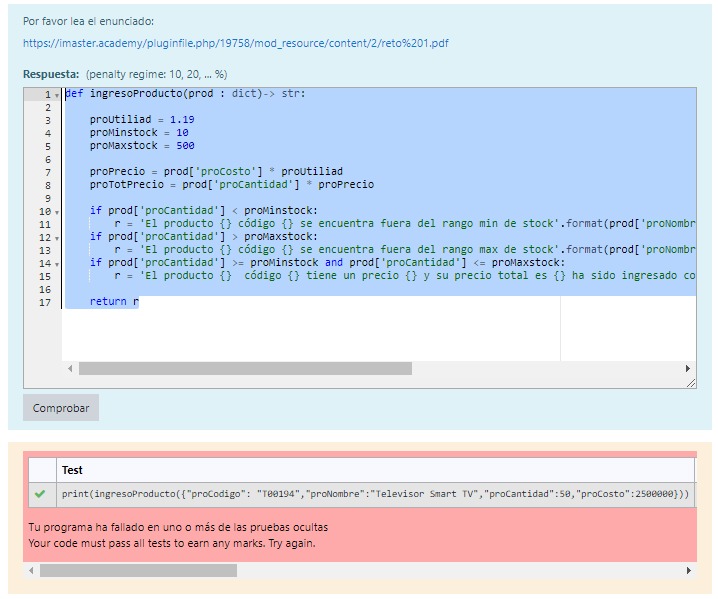 Por favor lea el enunciado:
https://imaster.academy/pluginfile.php/19758/mod_resource/content/2/reto%201.pdf
Respuesta: (penalty regime: 10, 20, ... %)
1 def ingresoProducto(prod : dict)-> str:
2
3 proUtiliad = 1.19
4 proMinstock = 10
5 proMaxstock = 500
6
7 proPrecio = prod['proCosto'] * proUtiliad
8 proTotPrecio = prod['proCantidad'] * proPrecio
9
10 if prod['proCantidad'] < proMinstock:
11 r = 'El producto {} código {} se encuentra fuera del rango min de stock'.format(prod['proNombr
12 if prod['proCantidad'] > proMaxstock:
13 r = 'El producto {} código {} se encuentra fuera del rango max de stock'.format(prod['proNombr
14 if prod['proCantidad'] >= proMinstock and prod['proCantidad'] <= proMaxstock:
15 r = 'El producto {}  código {} tiene un precio {} y su precio total es {} ha sido ingresado co
16
17 return r
Comprobar
Test
print(ingresoProducto({"proCodigo": "T00194","proNombre":"Televisor Smart TV","proCantidad":50,"proCosto":2500000}))
Tu programa ha fallado en uno o más de las pruebas ocultas
Your code must pass all tests to earn any marks. Try again.